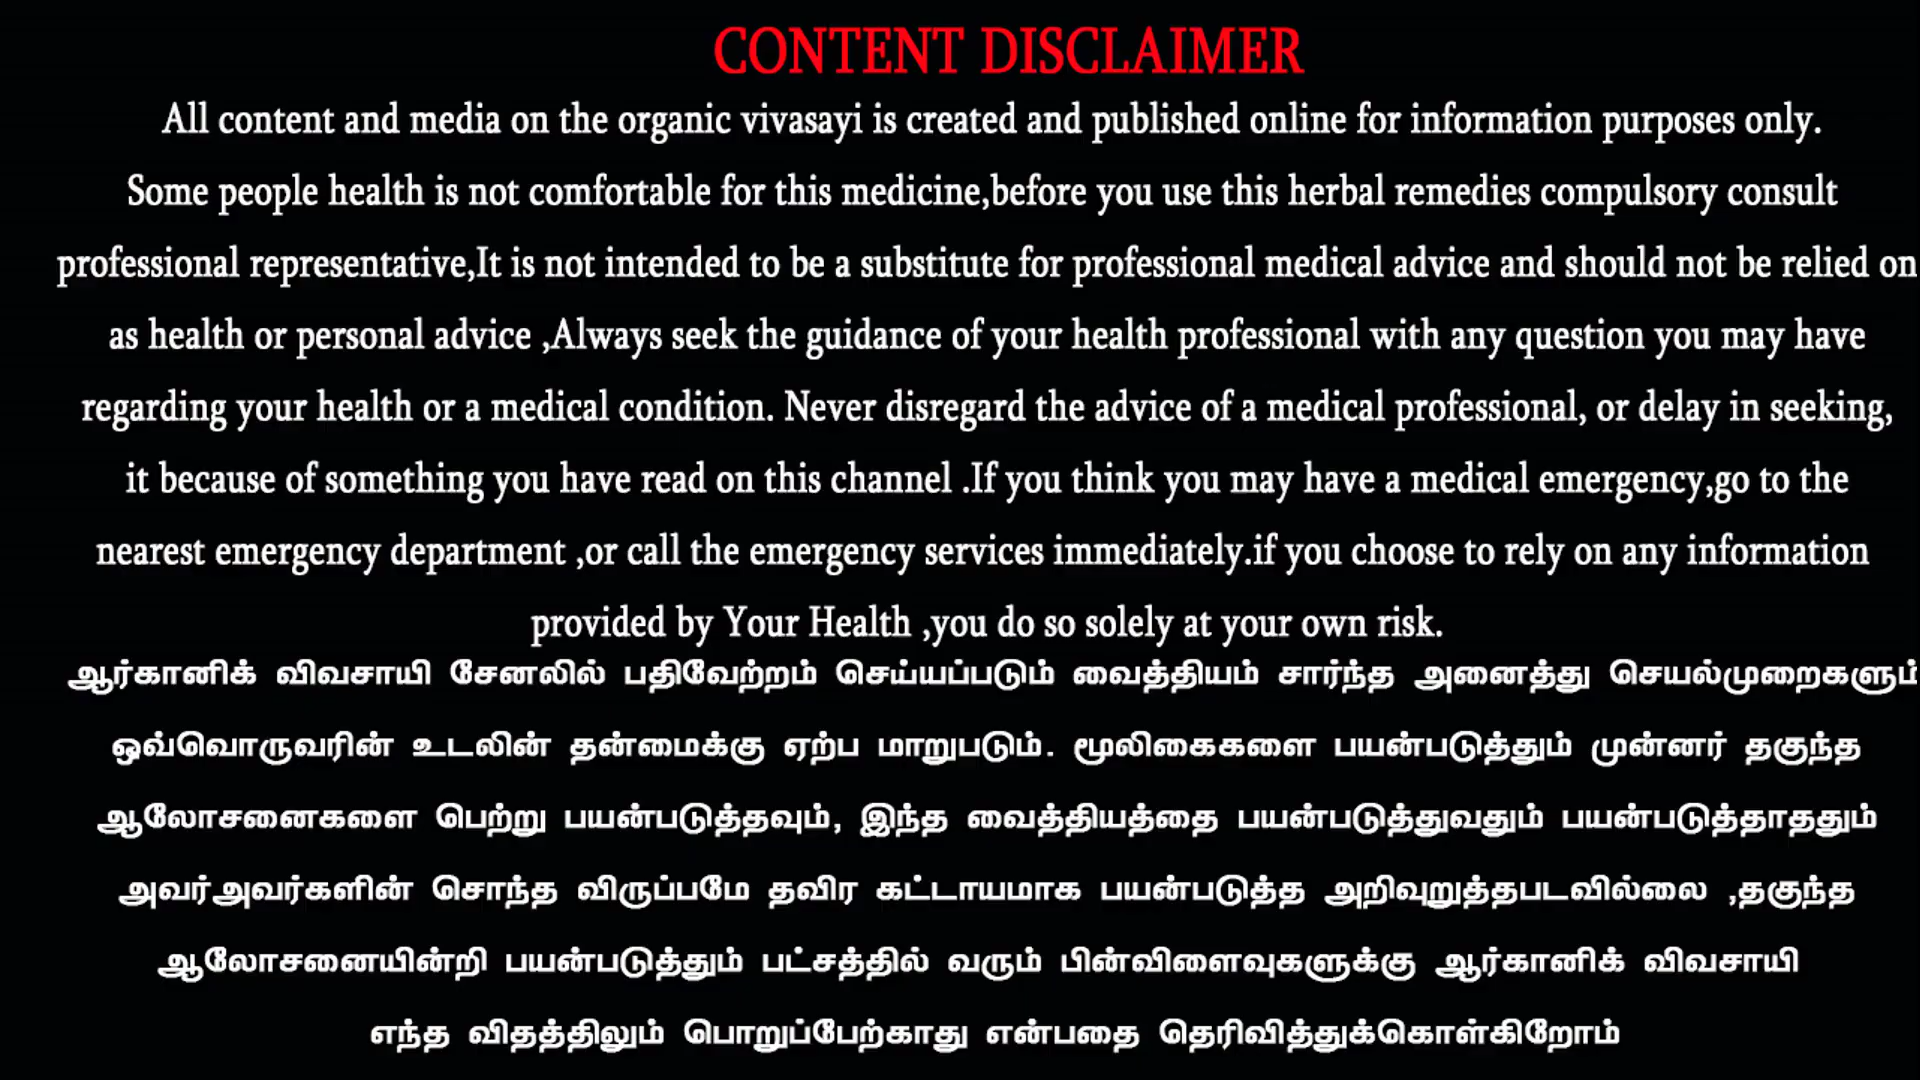 CONTENT DISCLAIMER
All content and media on the organic vivasayi is created and published online for information purposes only.
Some people health is not comfortable for this medicine,before you use this herbal remedies compulsory consult
professional representative,It is not intended to be a substitute for professional medical advice and should not be relied on
as health or personal advice ,Always seek the guidance of your health professional with any question you may have
regarding your health or a medical condition. Never disregard the advice of a medical professional, or delay in seeking,
it because of something you have read on this channel .If you think you may have a medical emergency,go to the
nearest emergency department ,or call the emergency services immediately.if you choose to rely on any information
provided by Your Health ,you do so solely at your own risk.
ஆர்கானிக் விவசாயி சேனலில் பதிவேற்றம் செய்யப்படும் வைத்தியம் சார்ந்த அனைத்து செயல்முறைகளும்
ஒவ்வொருவரின் உடலின் தன்மைக்கு ஏற்ப மாறுபடும். மூலிகைகளை பயன்படுத்தும் முன்னர் தகுந்த
ஆலோசனைகளை பெற்று பயன்படுத்தவும், இந்த வைத்தியத்தை பயன்படுத்துவதும் பயன்படுத்தாததும்
அவர்அவர்களின் சொந்த விருப்பமே தவிர கட்டாயமாக பயன்படுத்த அறிவுறுத்தபடவில்லை ,தகுந்த
ஆலோசனையின்றி பயன்படுத்தும் பட்சத்தில் வரும் பின்விளைவுகளுக்கு ஆர்கானிக் விவசாயி
எந்த விதத்திலும் பொறுப்பேற்காது என்பதை தெரிவித்துக்கொள்கிறோம்